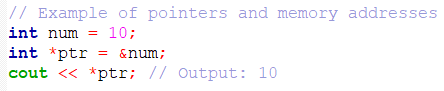 // Example of pointers and memory addresses
int num = 10;
int *ptr = &num;
cout << *ptr; // Output: 10